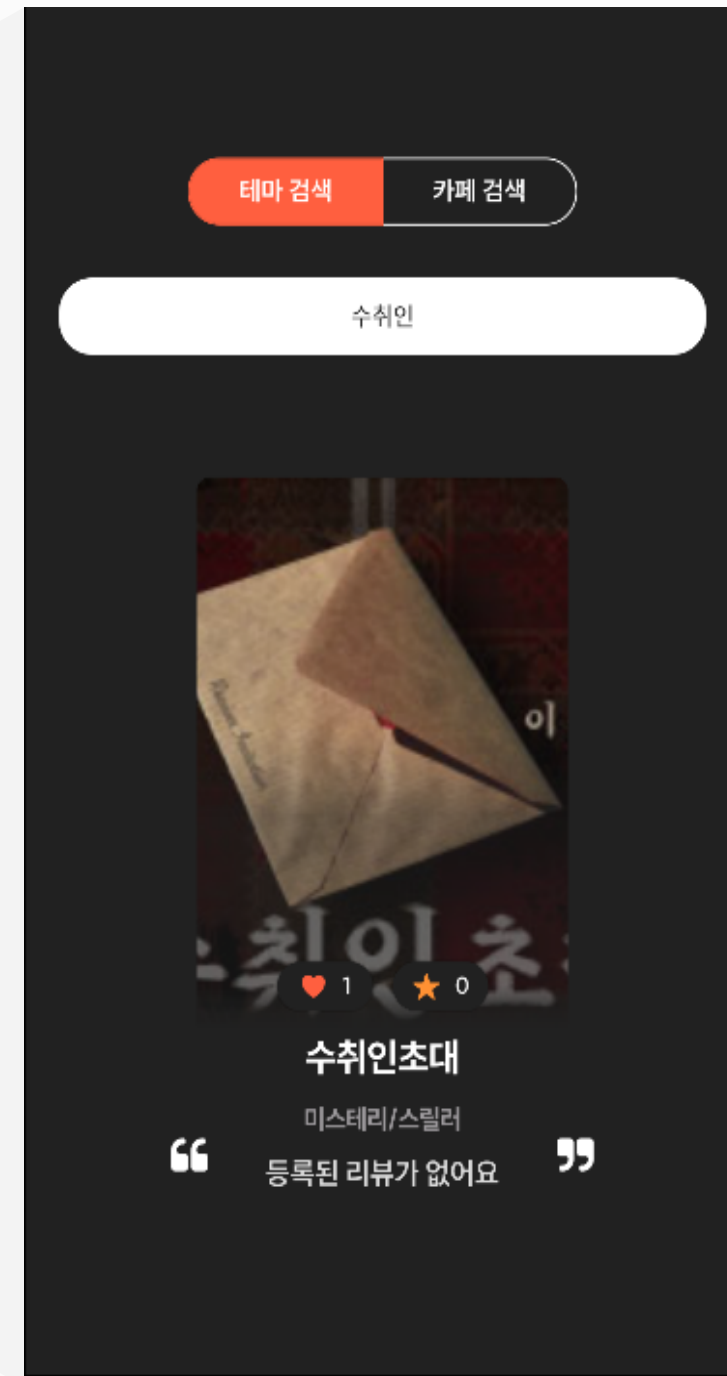 테마 검색
카페 검색
수취인
이
취인 초
1
0
수취인초대
미스테리/스릴러
등록된 리뷰가 없어요